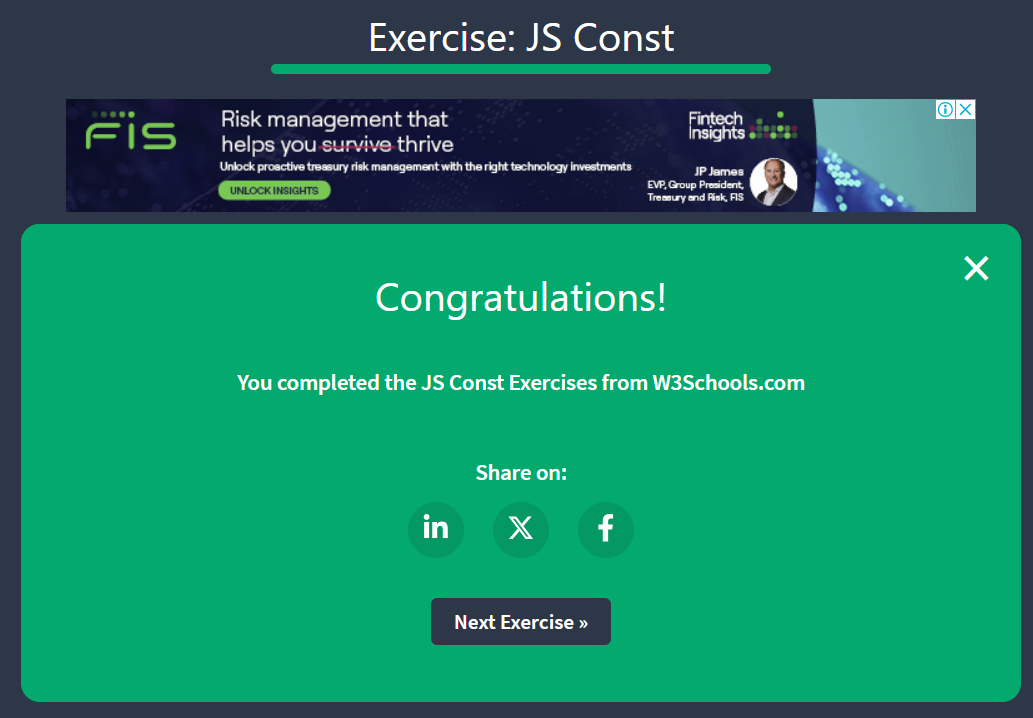 Exercise: JS Const
FIS
Risk management that
helps you survive thrive
Unlock proactive treasury risk management with the right technology investments
UNLOCK INSIGHTS
Fintech
Insights
JP James
EVP, Group President,
Treasury and Risk, FIS
Congratulations!
You completed the JS Const Exercises from W3Schools.com
Share on:
in
X
f
Next Exercise »